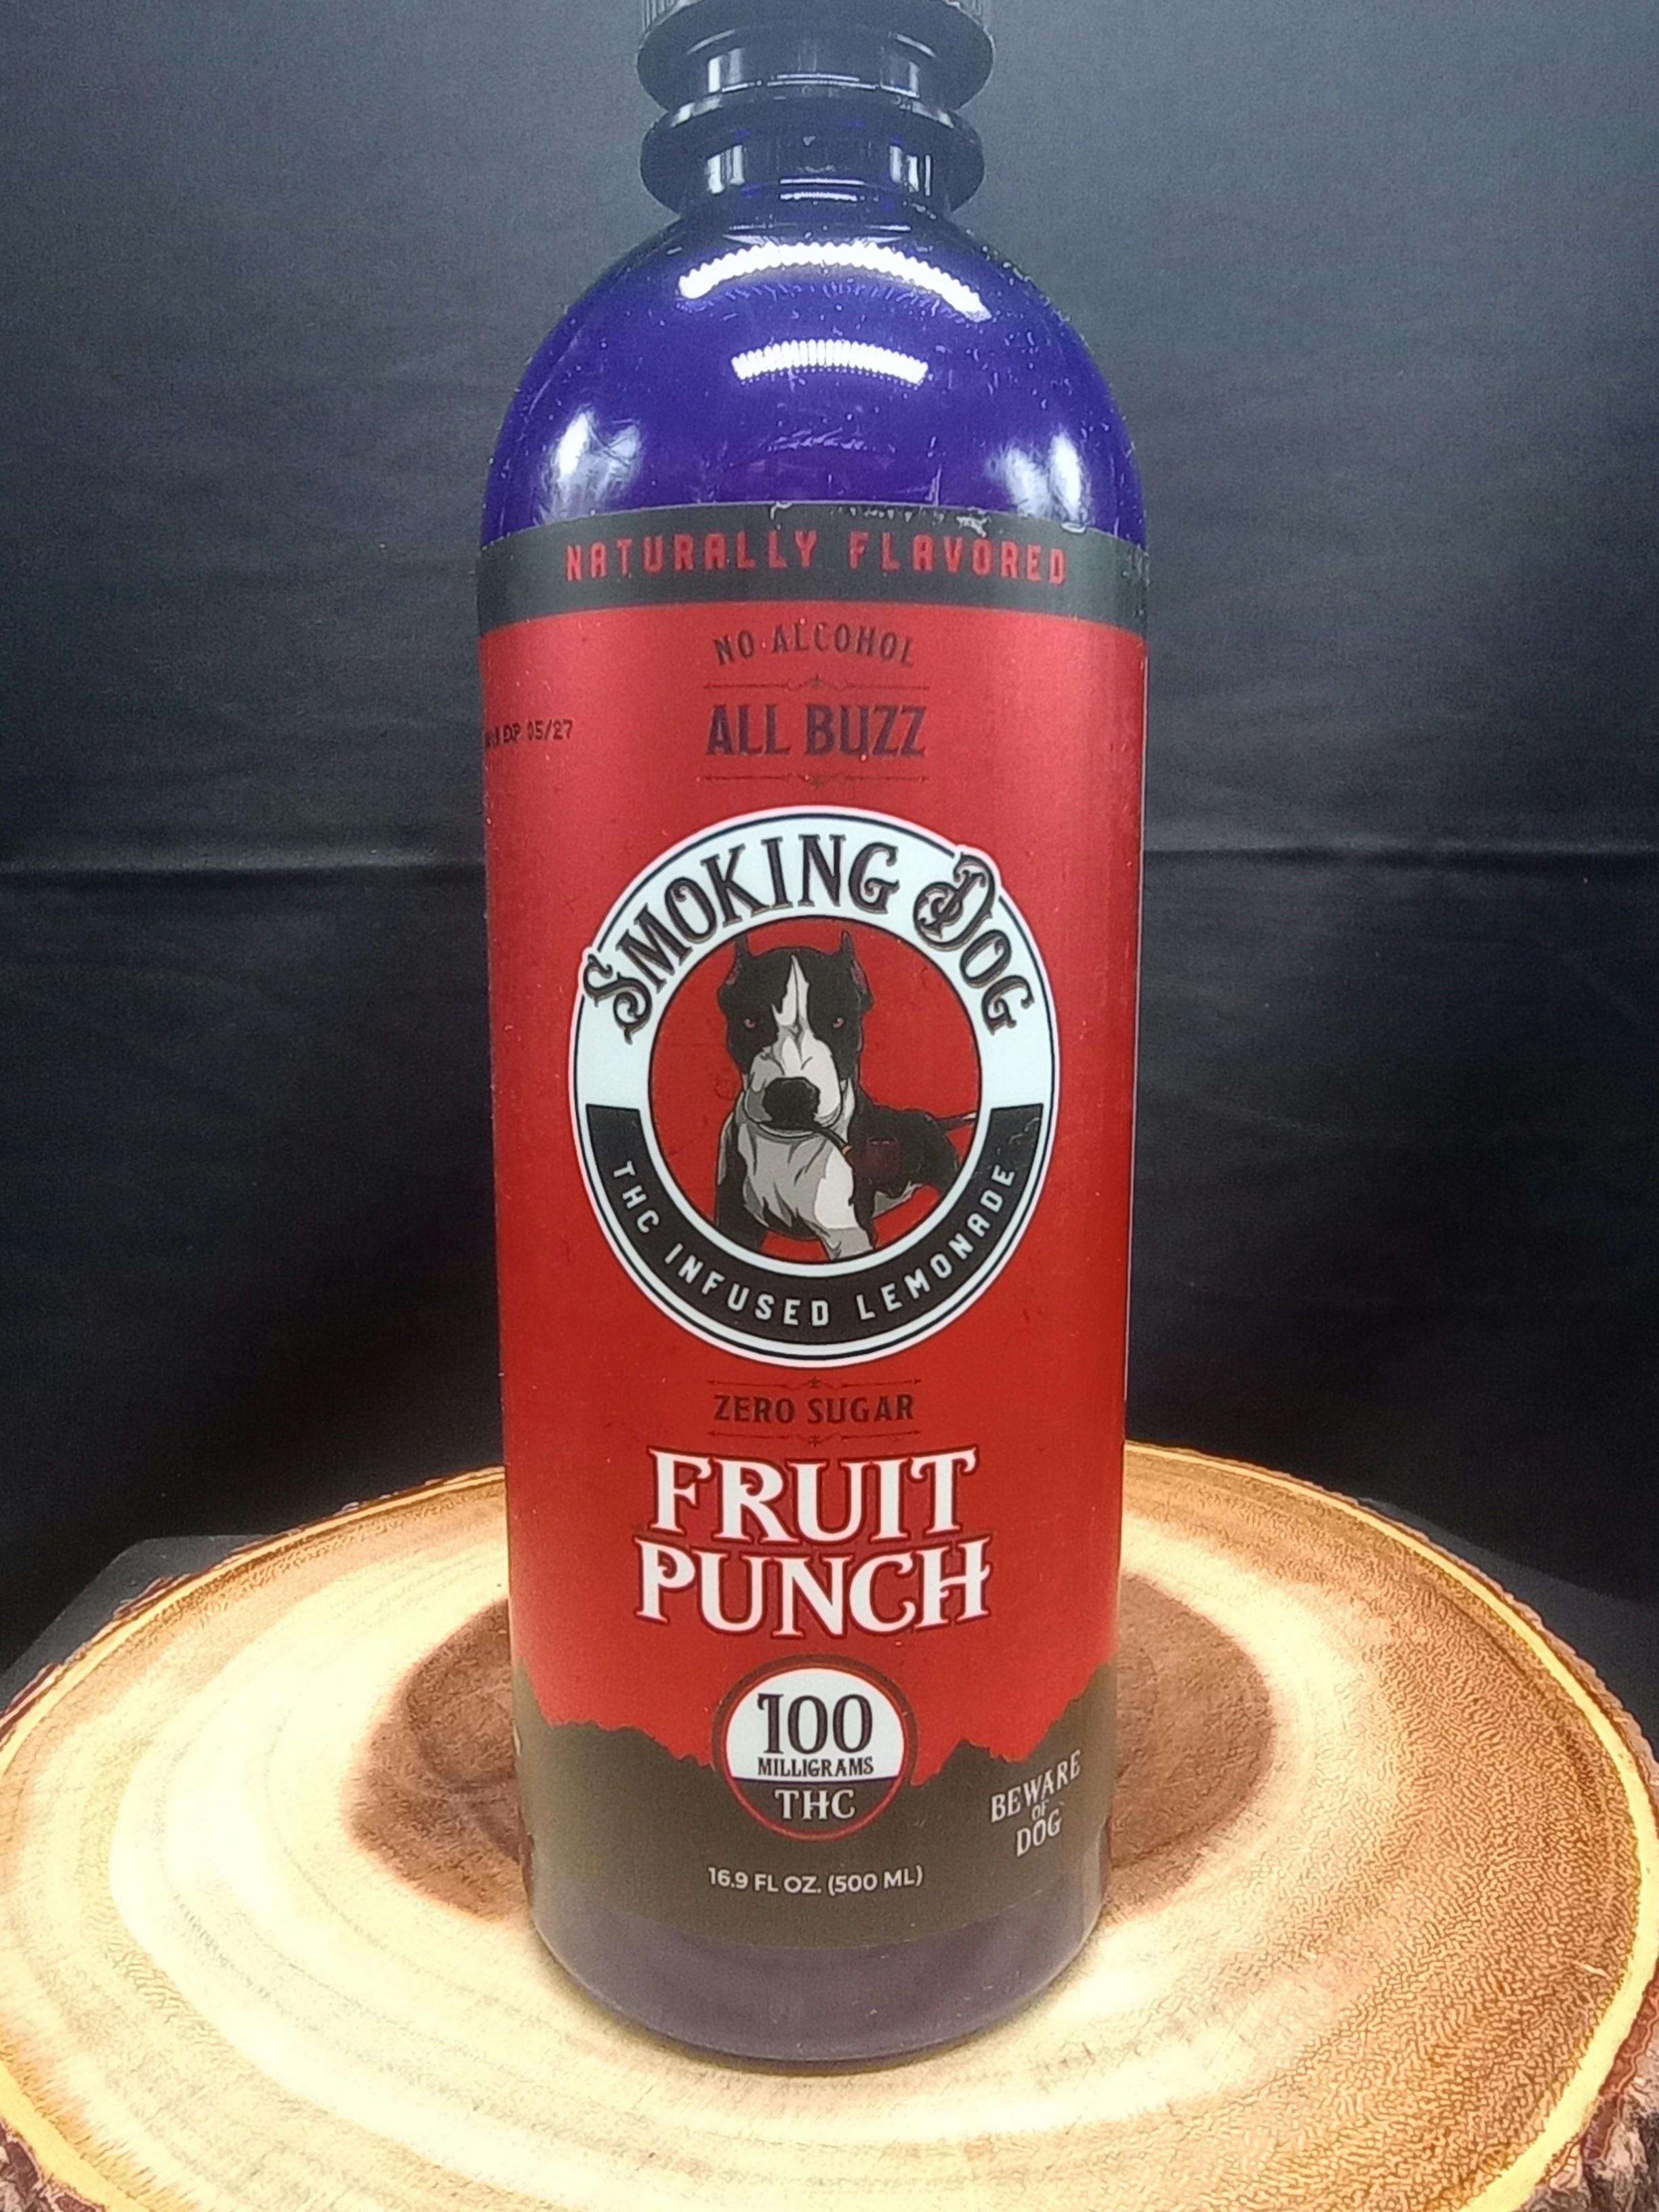 NATURALLY FLAVORED
NO ALCOHOL
ALL BUZZ
EXP 05/27
SMOKING DOG
THC INFUSED LEMONADE
ZERO SUGAR
FRUIT
PUNCH
100
MILLIGRAMS
THC
BEWARE
OF
DOG
16.9 FL OZ. (500 ML)